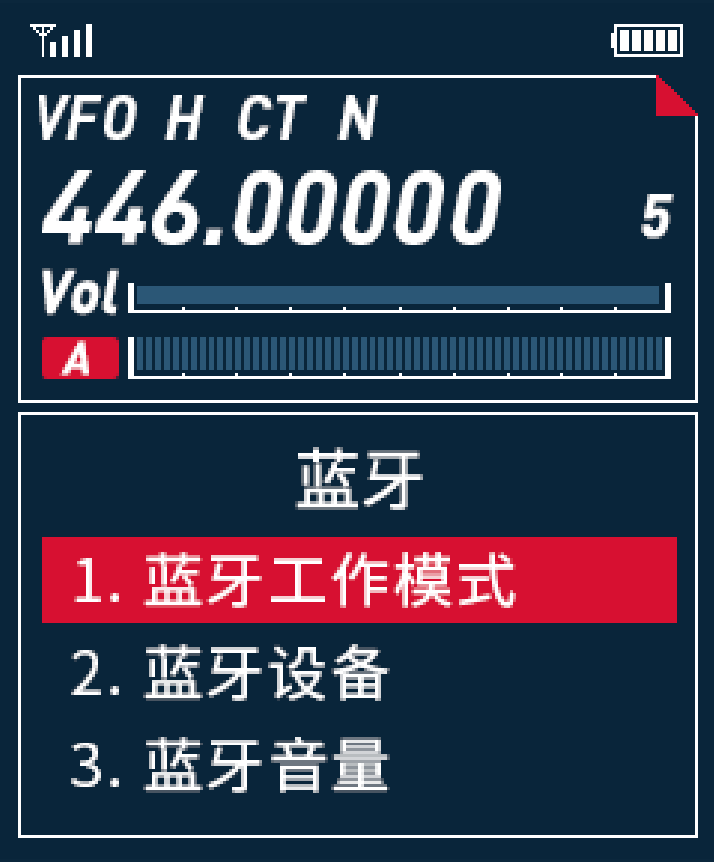 VFO H CT N
446.00000 5
Vol
A
蓝牙
1. 蓝牙工作模式
2. 蓝牙设备
3. 蓝牙音量